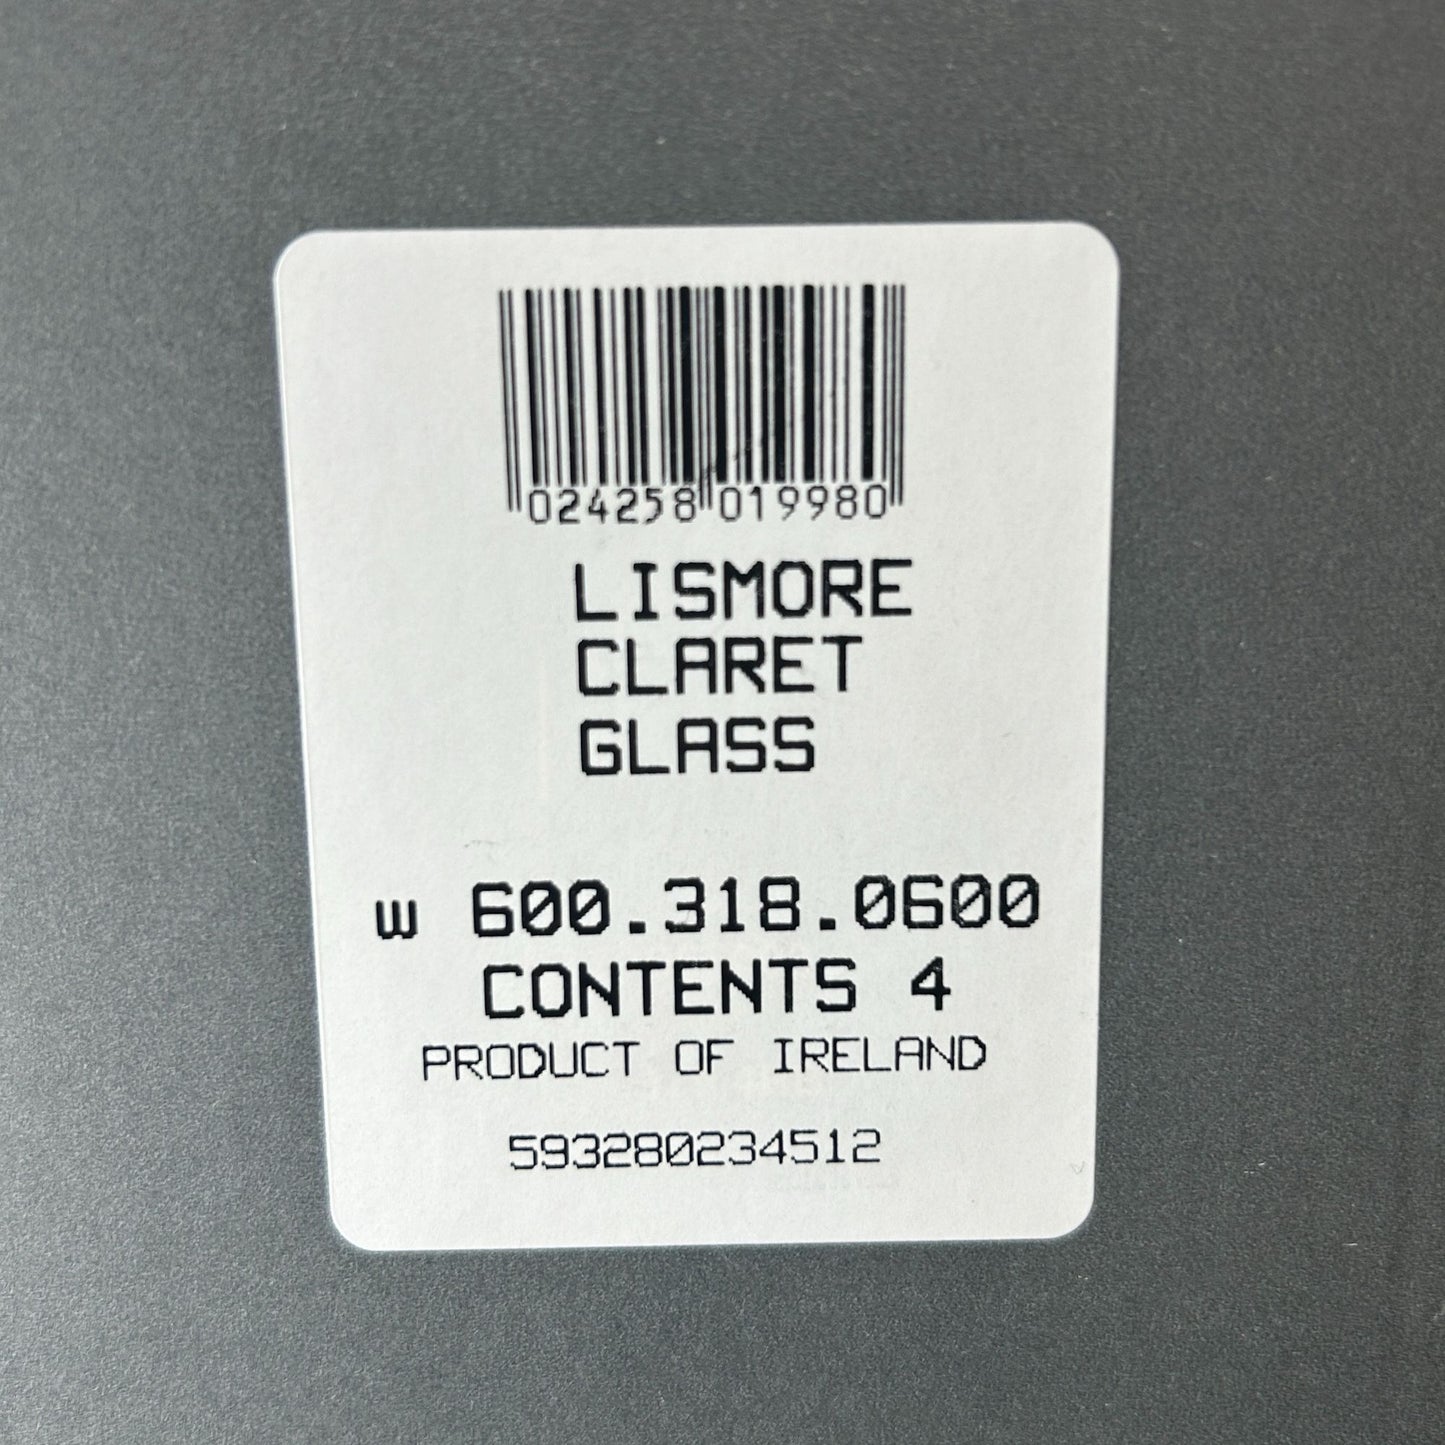 024258 019980
LISMORE
CLARET
GLASS
W 600.318.0600
CONTENTS 4
PRODUCT OF IRELAND
593280234512